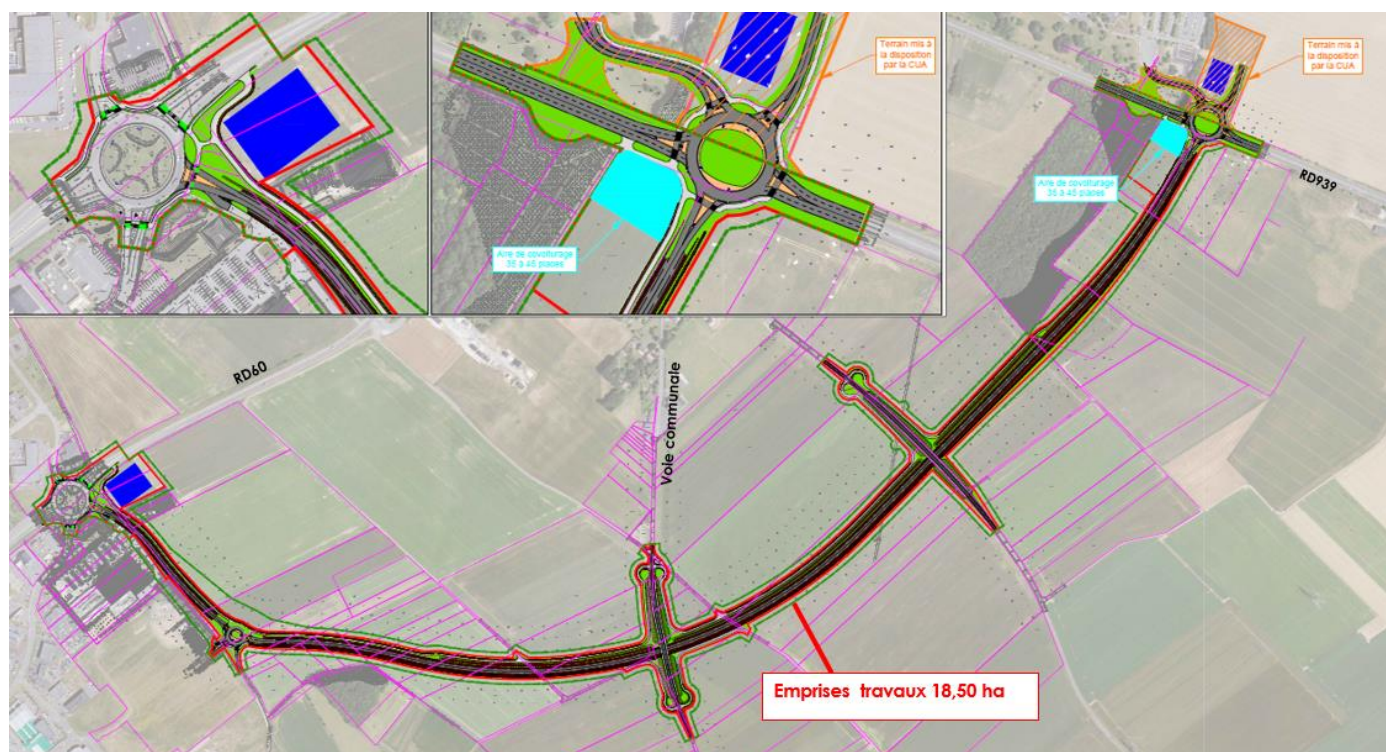 Terrain mis à
la disposition
par la CUA
Aire de covoiturage
35 à 45 places
Terrain mis à
la disposition
par la CUA
Aire de covoiturage
35 à 45 places
RD939
RD60
Voie communale
Emprises travaux 18,50 ha